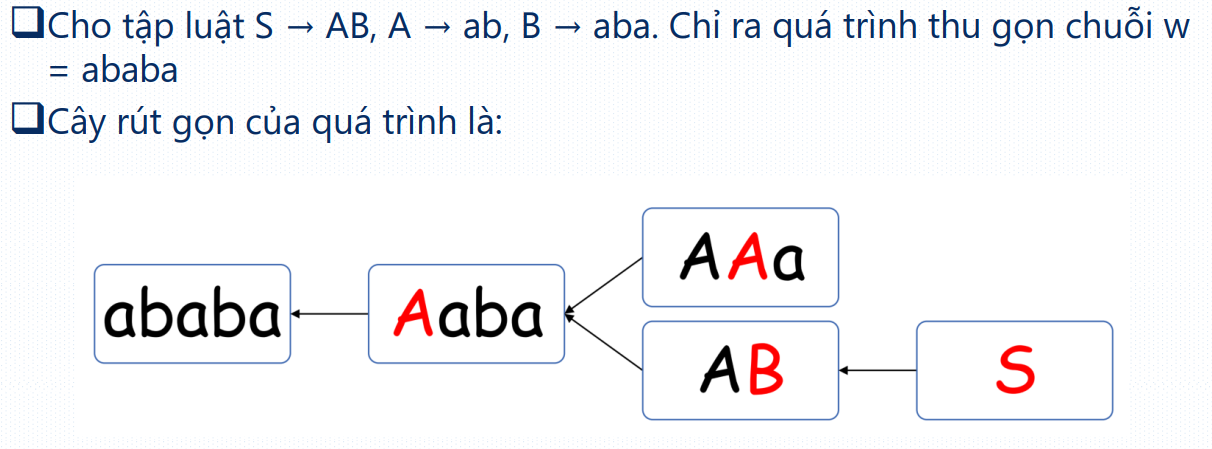 ❑Cho tập luật S → AB, A → ab, B → aba. Chỉ ra quá trình thu gọn chuỗi w
= ababa
❑Cây rút gọn của quá trình là:
AAa
ababa
Aaba
AB
S